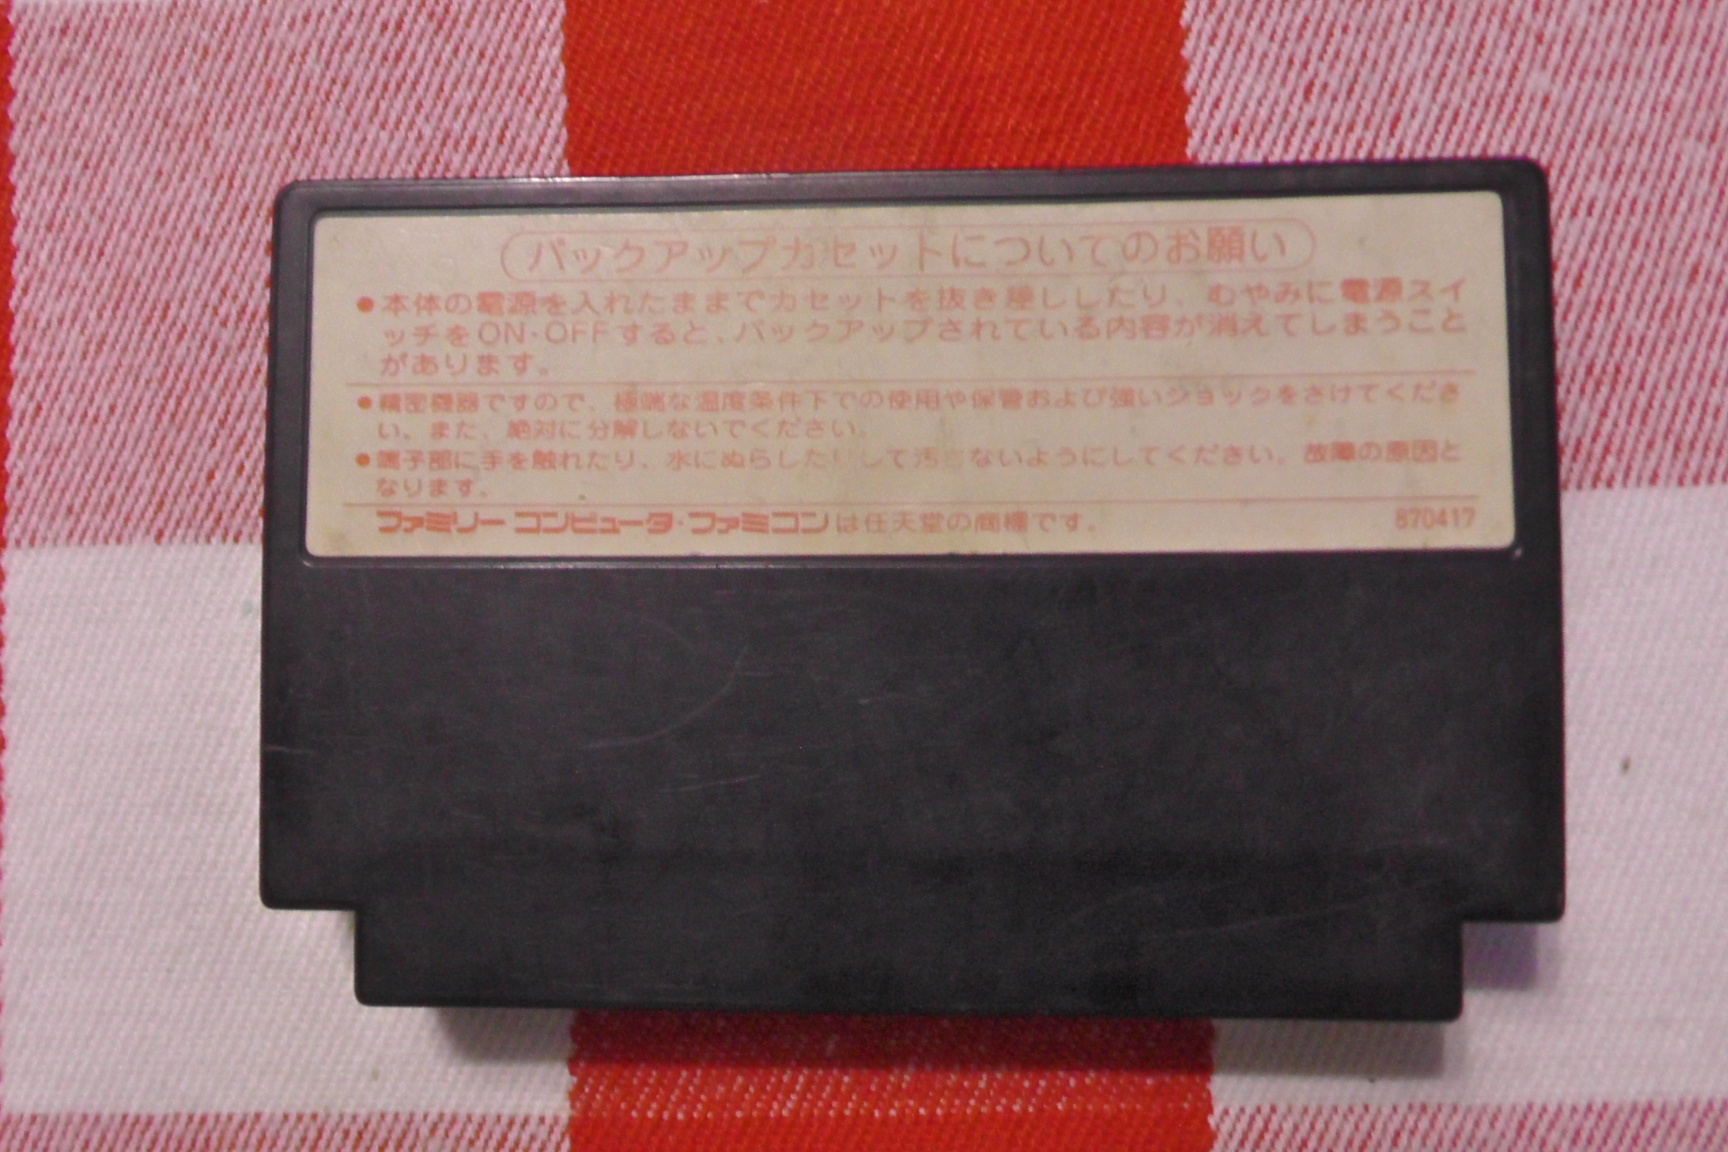 バックアップカセットについてのお願い
●本体の電源を入れたままでカセットを抜き差ししたり、むやみに電源スイ
ッチをON·OFFすると、バックアップされている内容が消えてしまうこと
があります。
●精密機器ですので、極端な温度条件下での使用や保管および強いショックをさけてくださ
い。また、絶対に分解しないでください。
●端子部に手を触れたり、水にぬらしたりして汚さないようにしてください。故障の原因と
なります。
ファミリーコンピュータ·ファミコンは任天堂の商標です。 870417